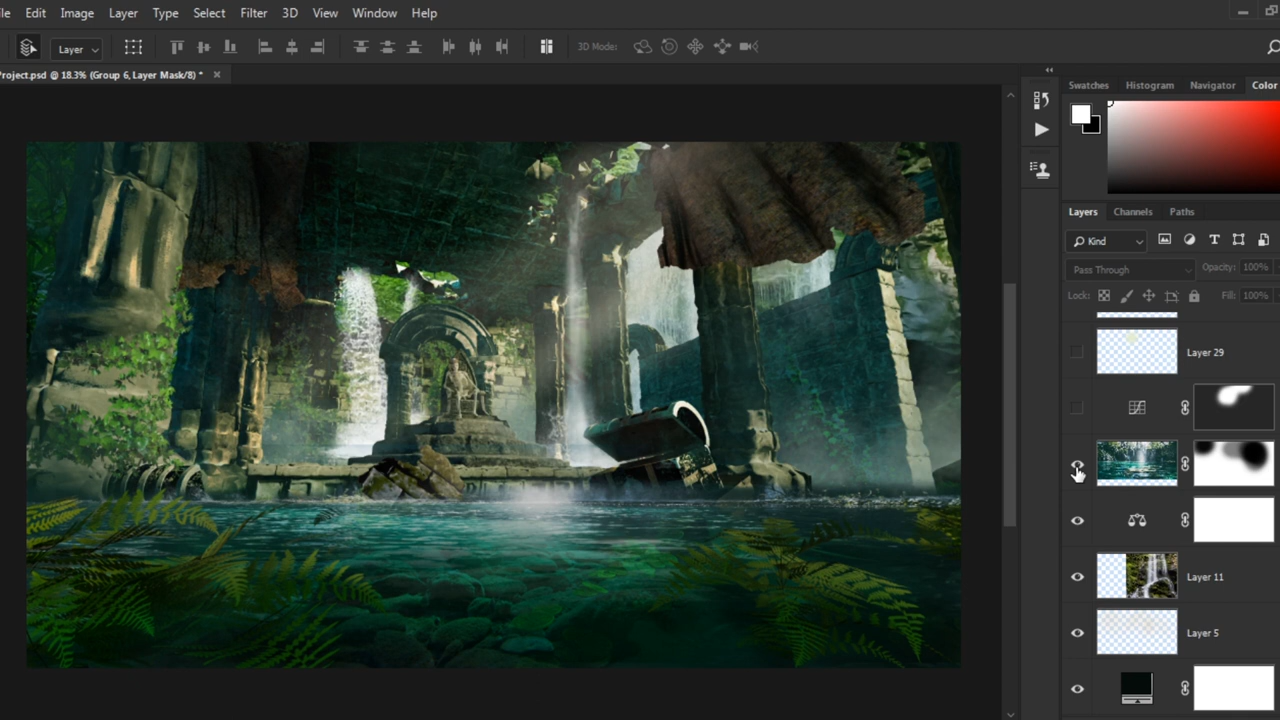 le Edit Image Layer Type Select Filter 3D View Window Help
Layer 3D Mode:
Project.psd @ 18.3% (Group 6, Layer Mask/8) *
Swatches Histogram Navigator Color
Layers Channels Paths
Kind
Pass Through Opacity: 100%
Lock: Fill: 100%
Layer 29
Layer 11
Layer 5